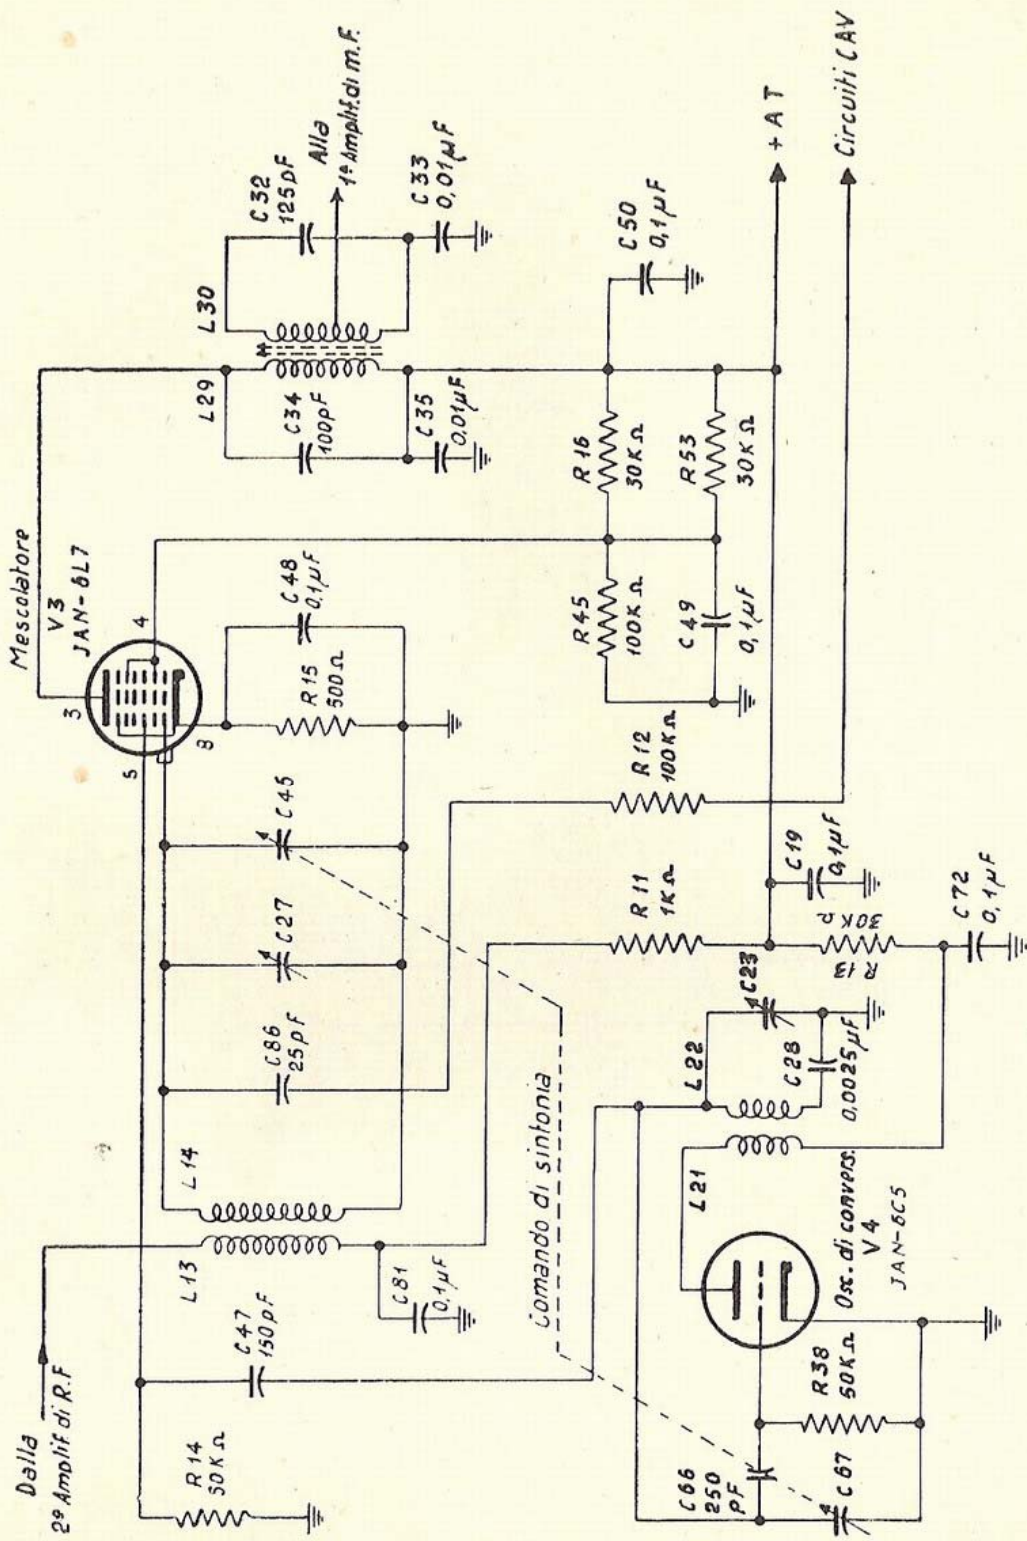 Dalla
2º Amplif. di R.F
R14
50KΩ
C47
150pF
L13
L14
C81
0,1µF
C86
25pF
C27
C45
R15
500Ω
C48
0,1µF
5
3
8
4
Mescolatore
V3
JAN-6L7
L29
L30
C34
100pF
C35
0,01µF
C32
125pF
Alla
1º Amplif. di m.F.
C33
0,01µF
R16
30KΩ
R53
30KΩ
R45
100KΩ
C49
0,1µF
C50
0,1µF
R12
100KΩ
R11
1KΩ
+ AT
Circuiti CAV
C19
0,1µF
R13
30KΩ
C72
0,1µF
C23
L22
C28
0,0025µF
L21
Comando di sintonia
Osc. di convers.
V4
JAN-6C5
R38
50KΩ
C66
250
pF
C67